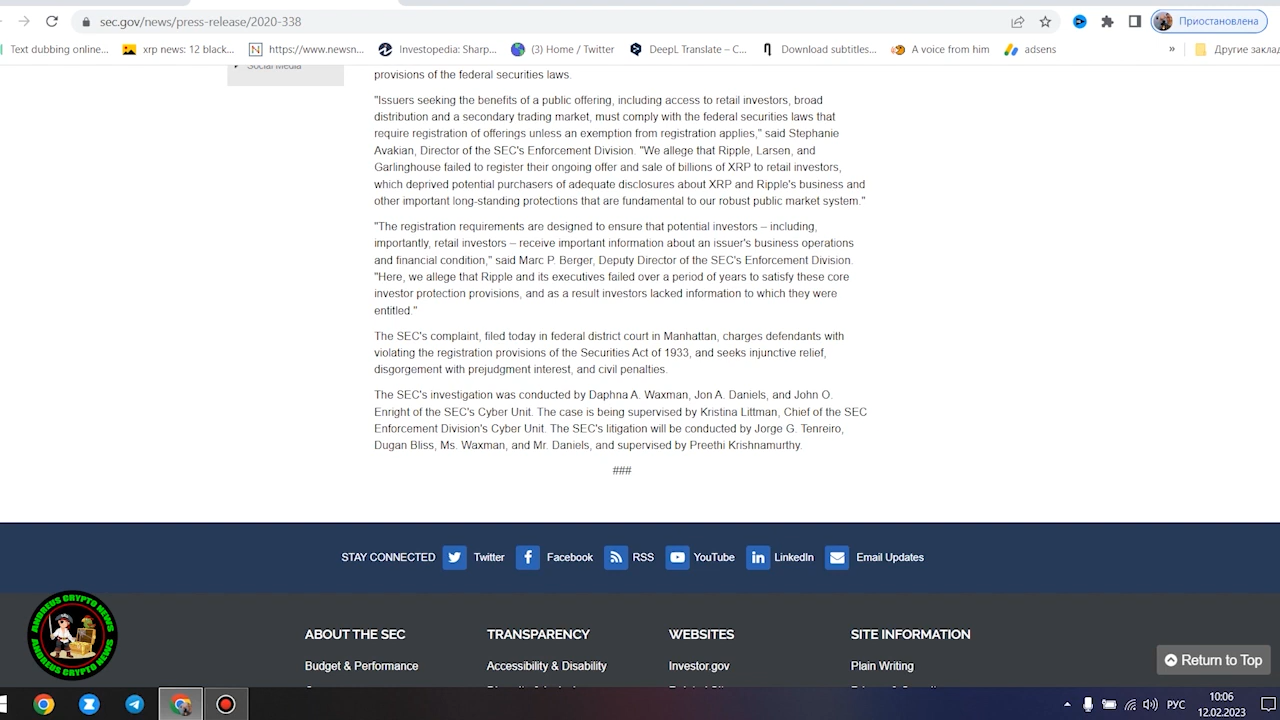 sec.gov/news/press-release/2020-338
Приостановлена
Text dubbing online...
xrp news: 12 black...
https://www.newsn...
Investopedia: Sharp...
(3) Home / Twitter
DeepL Translate – C...
Download subtitles...
A voice from him
adsens
»
Другие заклад
Social Media
provisions of the federal securities laws.
"Issuers seeking the benefits of a public offering, including access to retail investors, broad
distribution and a secondary trading market, must comply with the federal securities laws that
require registration of offerings unless an exemption from registration applies," said Stephanie
Avakian, Director of the SEC's Enforcement Division. "We allege that Ripple, Larsen, and
Garlinghouse failed to register their ongoing offer and sale of billions of XRP to retail investors,
which deprived potential purchasers of adequate disclosures about XRP and Ripple's business and
other important long-standing protections that are fundamental to our robust public market system."
"The registration requirements are designed to ensure that potential investors – including,
importantly, retail investors – receive important information about an issuer's business operations
and financial condition," said Marc P. Berger, Deputy Director of the SEC's Enforcement Division.
"Here, we allege that Ripple and its executives failed over a period of years to satisfy these core
investor protection provisions, and as a result investors lacked information to which they were
entitled."
The SEC's complaint, filed today in federal district court in Manhattan, charges defendants with
violating the registration provisions of the Securities Act of 1933, and seeks injunctive relief,
disgorgement with prejudgment interest, and civil penalties.
The SEC's investigation was conducted by Daphna A. Waxman, Jon A. Daniels, and John O.
Enright of the SEC's Cyber Unit. The case is being supervised by Kristina Littman, Chief of the SEC
Enforcement Division's Cyber Unit. The SEC's litigation will be conducted by Jorge G. Tenreiro,
Dugan Bliss, Ms. Waxman, and Mr. Daniels, and supervised by Preethi Krishnamurthy.
###
STAY CONNECTED
Twitter
Facebook
RSS
YouTube
LinkedIn
Email Updates
ANDREUS CRYPTO NEWS
ANDREUS CRYPTO NEWS
ABOUT THE SEC
TRANSPARENCY
WEBSITES
SITE INFORMATION
Budget & Performance
Accessibility & Disability
Investor.gov
Plain Writing
Return to Top
РУС
10:06
12.02.2023